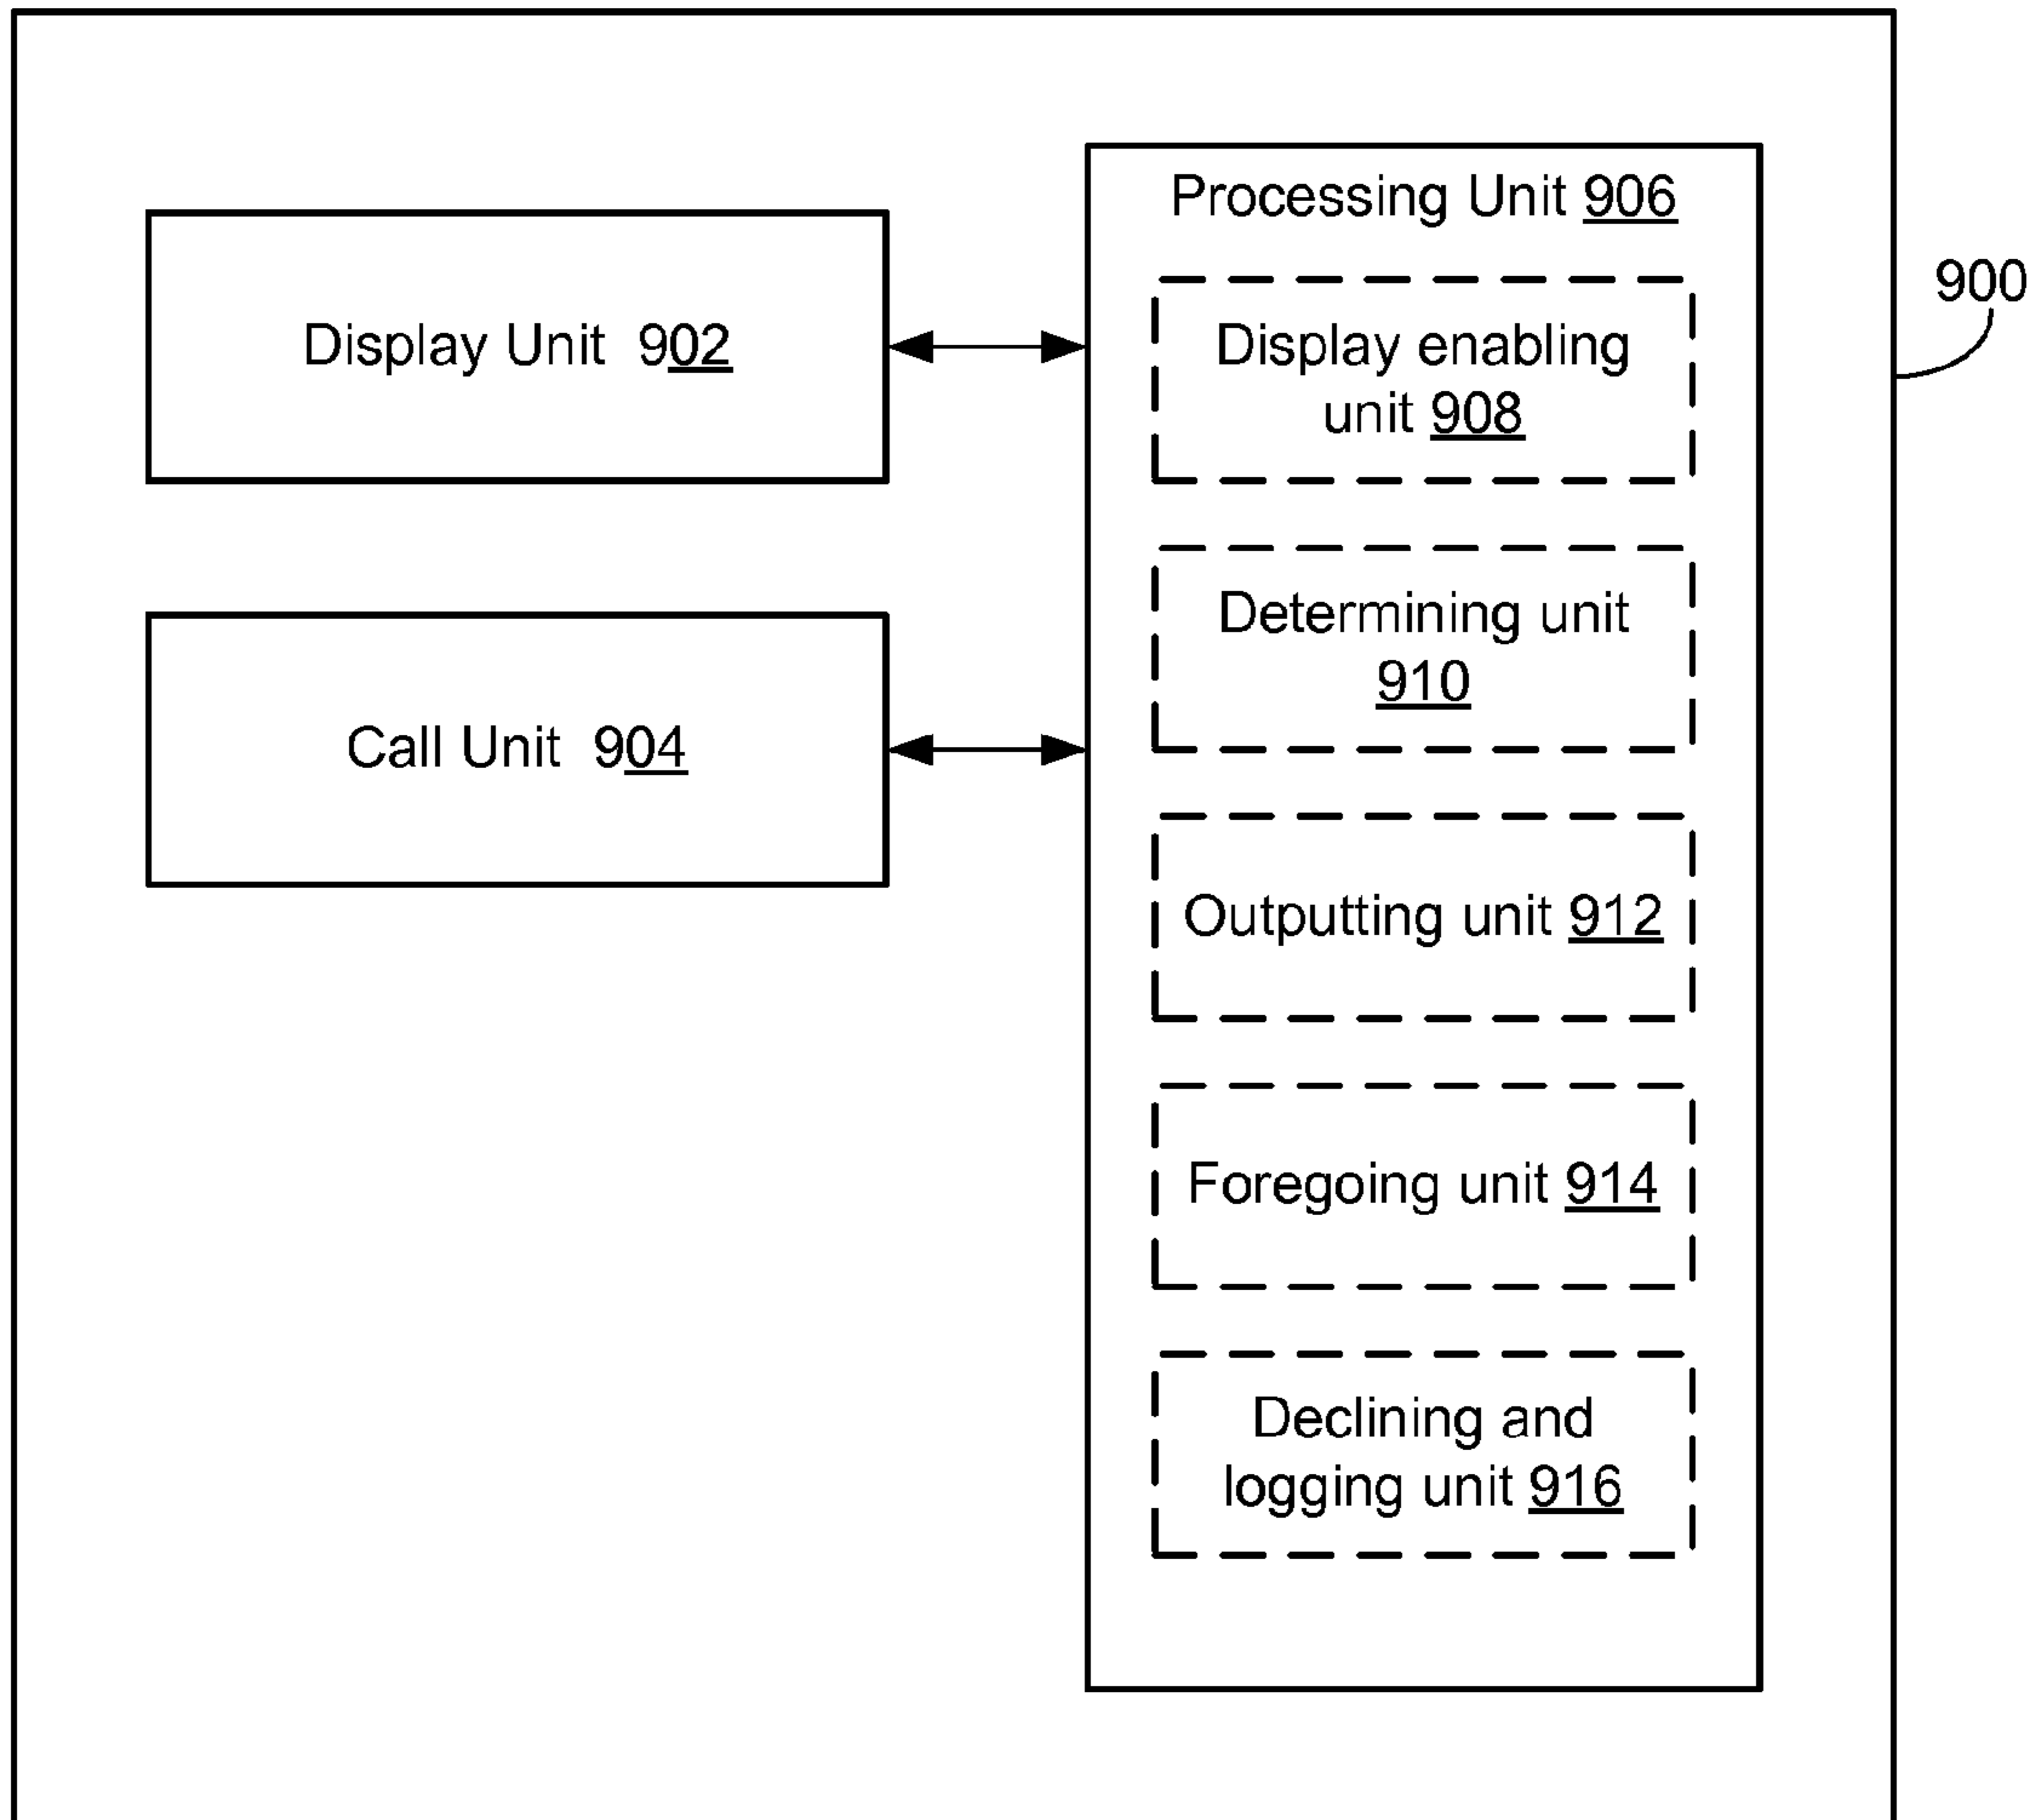 Processing Unit 906
900
Display Unit 902
Display enabling
unit 908
Determining unit
910
Call Unit 904
Outputting unit 912
Foregoing unit 914
Declining and
logging unit 916